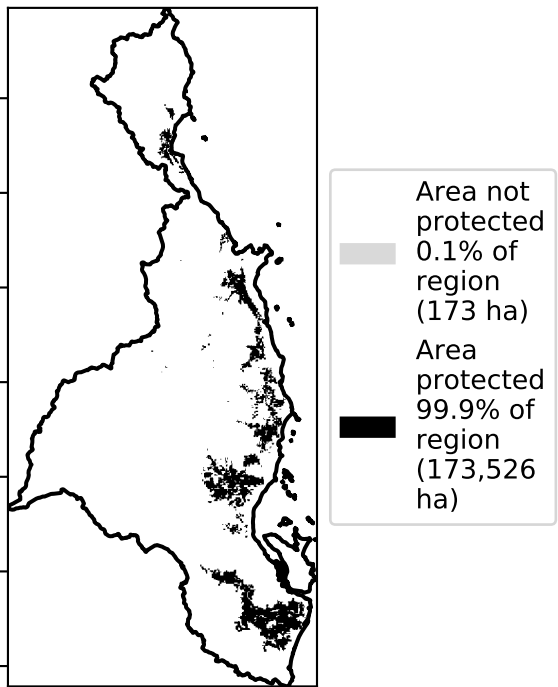 Area not
protected
0.1% of
region
(173 ha)
Area
protected
99.9% of
region
(173,526
ha)